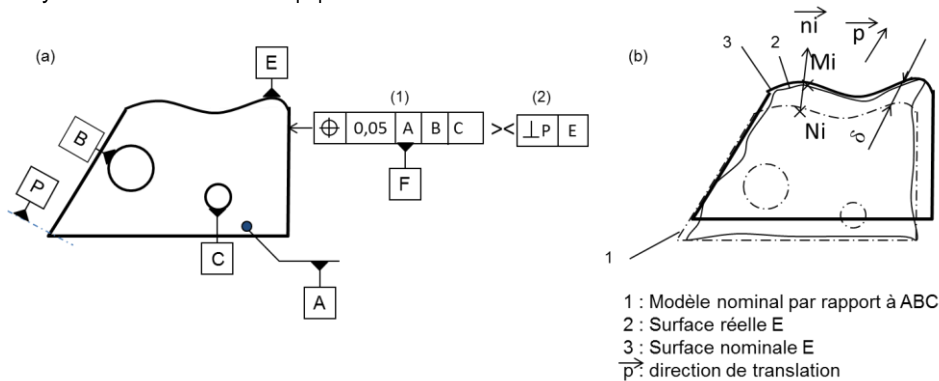 (a)
E
(1)
(2)
⌖ 0,05 A B C >< ⊥P E
B
F
P
C
A
(b)
ni
p
3
2
Mi
Ni
δ
1
1 : Modèle nominal par rapport à ABC
2 : Surface réelle E
3 : Surface nominale E
p : direction de translation